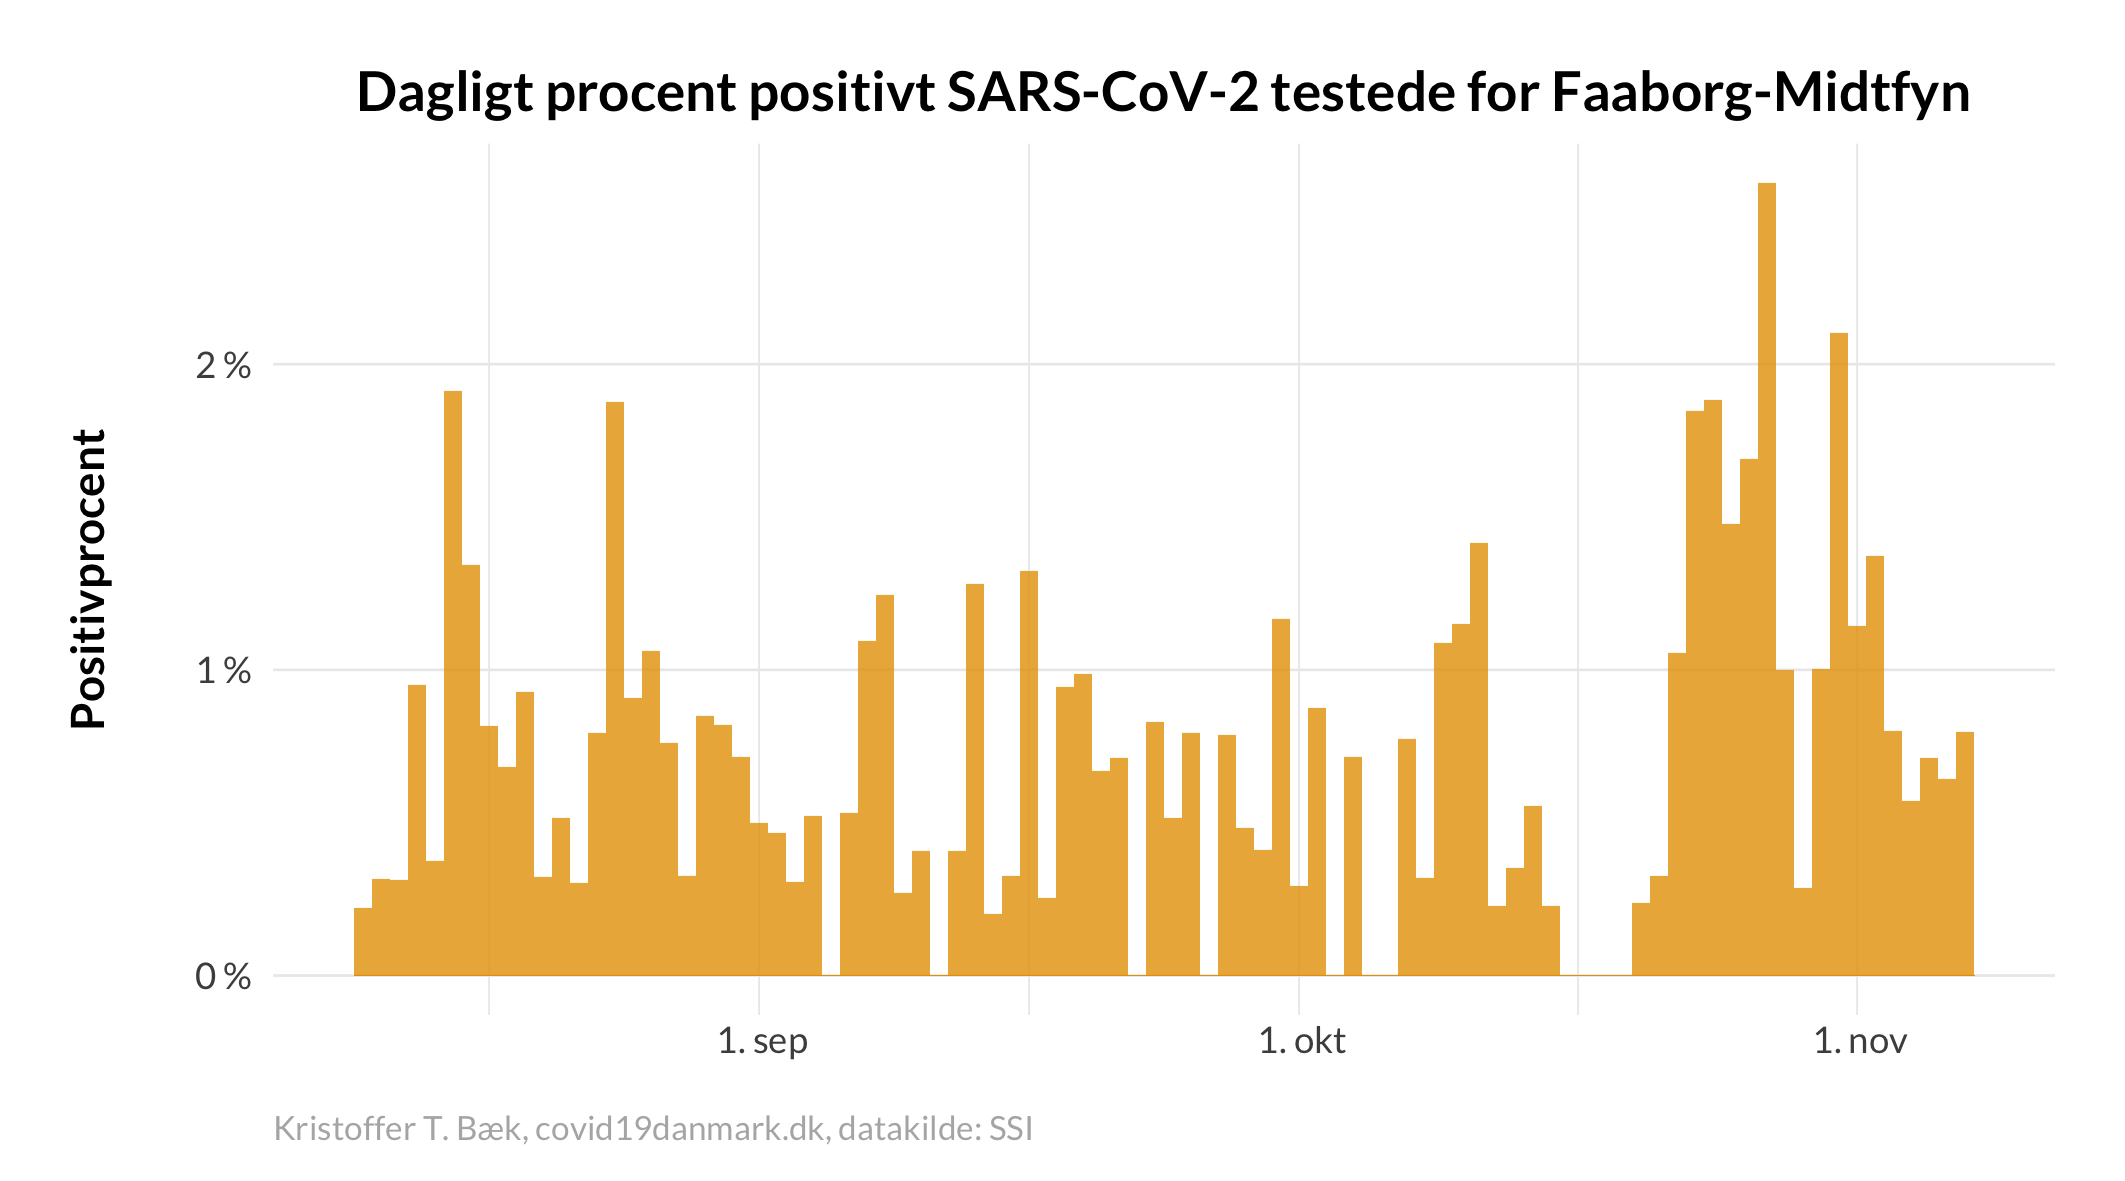 Dagligt procent positivt SARS-CoV-2 testede for Faaborg-Midtfyn
Positivprocent
2 %
1 %
0 %
1. sep
1. okt
1. nov
Kristoffer T. Bæk, covid19danmark.dk, datakilde: SSI